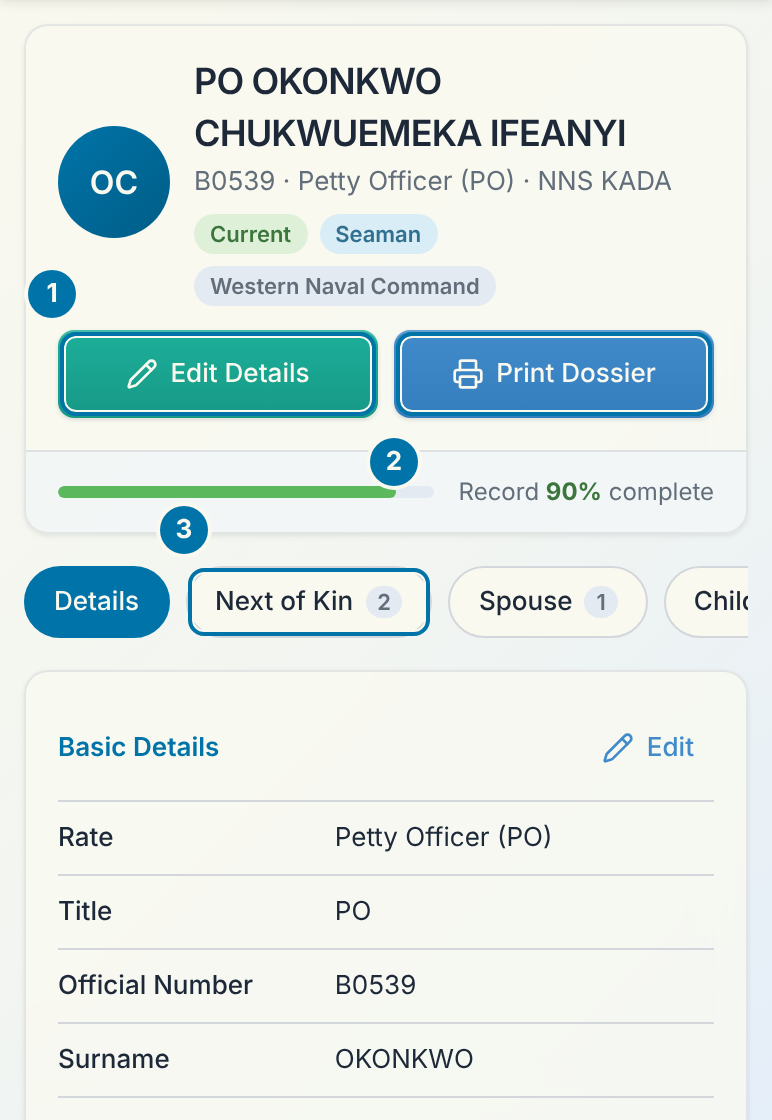 PO OKONKWO
CHUKWUEMEKA IFEANYI
OC
B0539 · Petty Officer (PO) · NNS KADA
Current Seaman
Western Naval Command
1
Edit Details Print Dossier
2
Record 90% complete
3
Details Next of Kin 2 Spouse 1 Chil
Basic Details Edit
Rate Petty Officer (PO)
Title PO
Official Number B0539
Surname OKONKWO